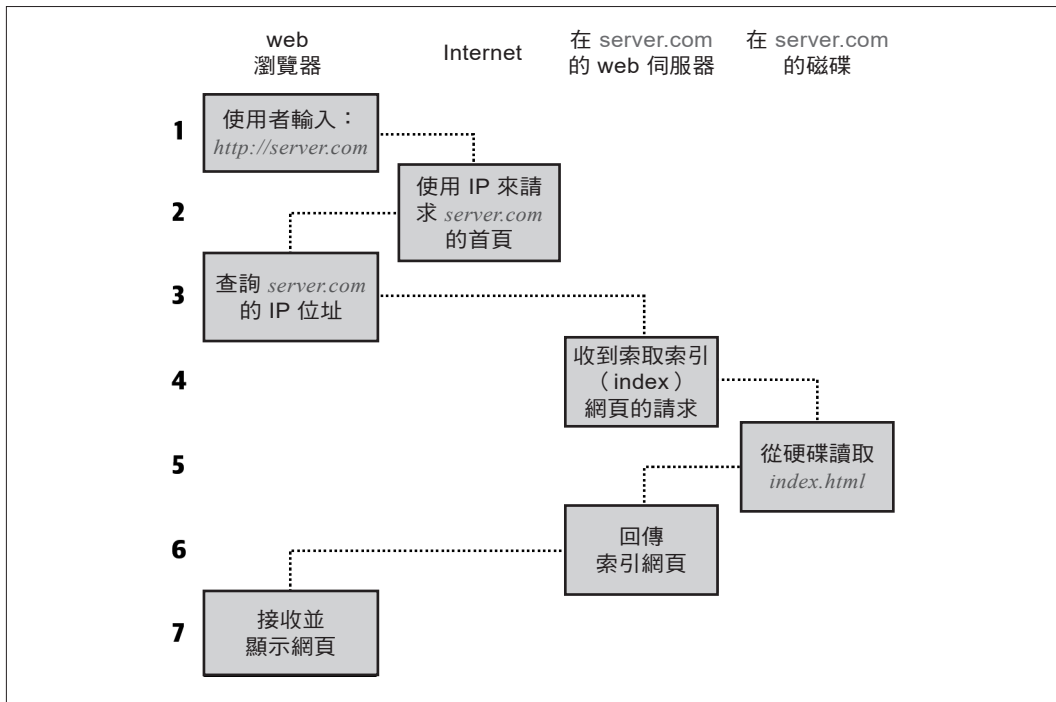 web
瀏覽器
Internet
在 server.com
的 web 伺服器
在 server.com
的磁碟
1
使用者輸入：
http://server.com
2
使用 IP 來請
求 server.com
的首頁
3
查詢 server.com
的 IP 位址
4
收到索取索引
（index）
網頁的請求
5
從硬碟讀取
index.html
6
回傳
索引網頁
7
接收並
顯示網頁